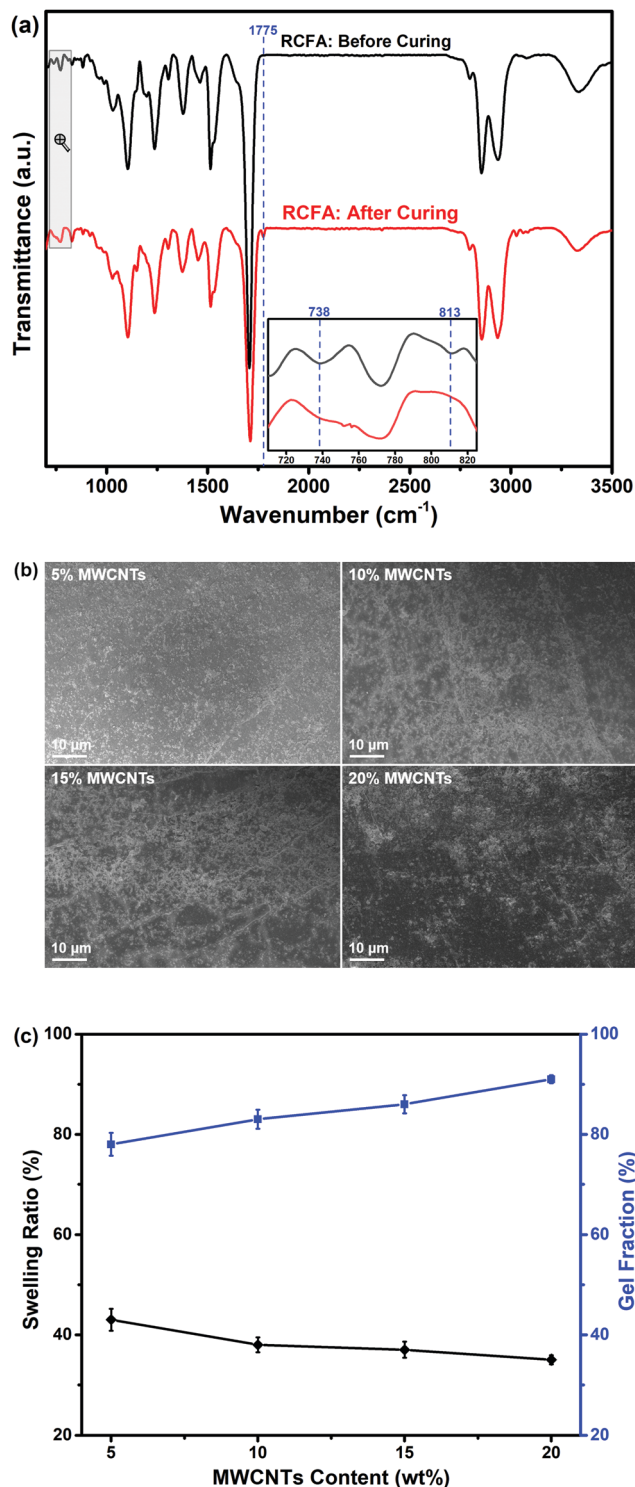 (a)
1775
RCFA: Before Curing
RCFA: After Curing
Transmittance (a.u.)
738
813
720 740 760 780 800 820
1000 1500 2000 2500 3000 3500
Wavenumber (cm⁻¹)
(b)
5% MWCNTs
10% MWCNTs
10 µm
10 µm
15% MWCNTs
20% MWCNTs
10 µm
10 µm
(c)
100
100
80
80
60
60
40
40
20
20
Swelling Ratio (%)
Gel Fraction (%)
5 10 15 20
MWCNTs Content (wt%)